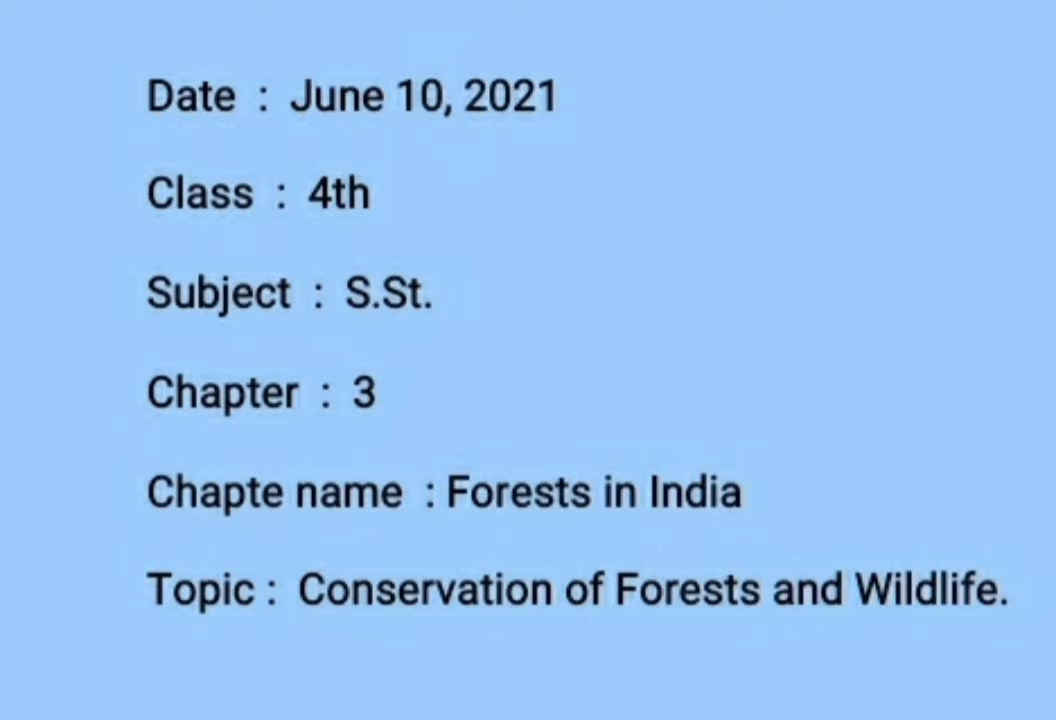 Date : June 10, 2021
Class : 4th
Subject : S.St.
Chapter : 3
Chapte name : Forests in India
Topic : Conservation of Forests and Wildlife.